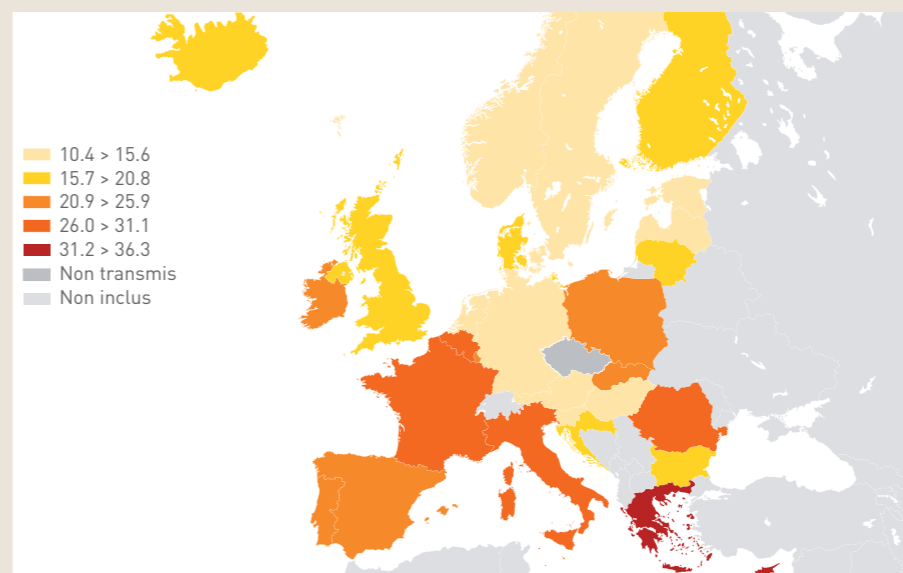 10.4 > 15.6
15.7 > 20.8
20.9 > 25.9
26.0 > 31.1
31.2 > 36.3
Non transmis
Non inclus